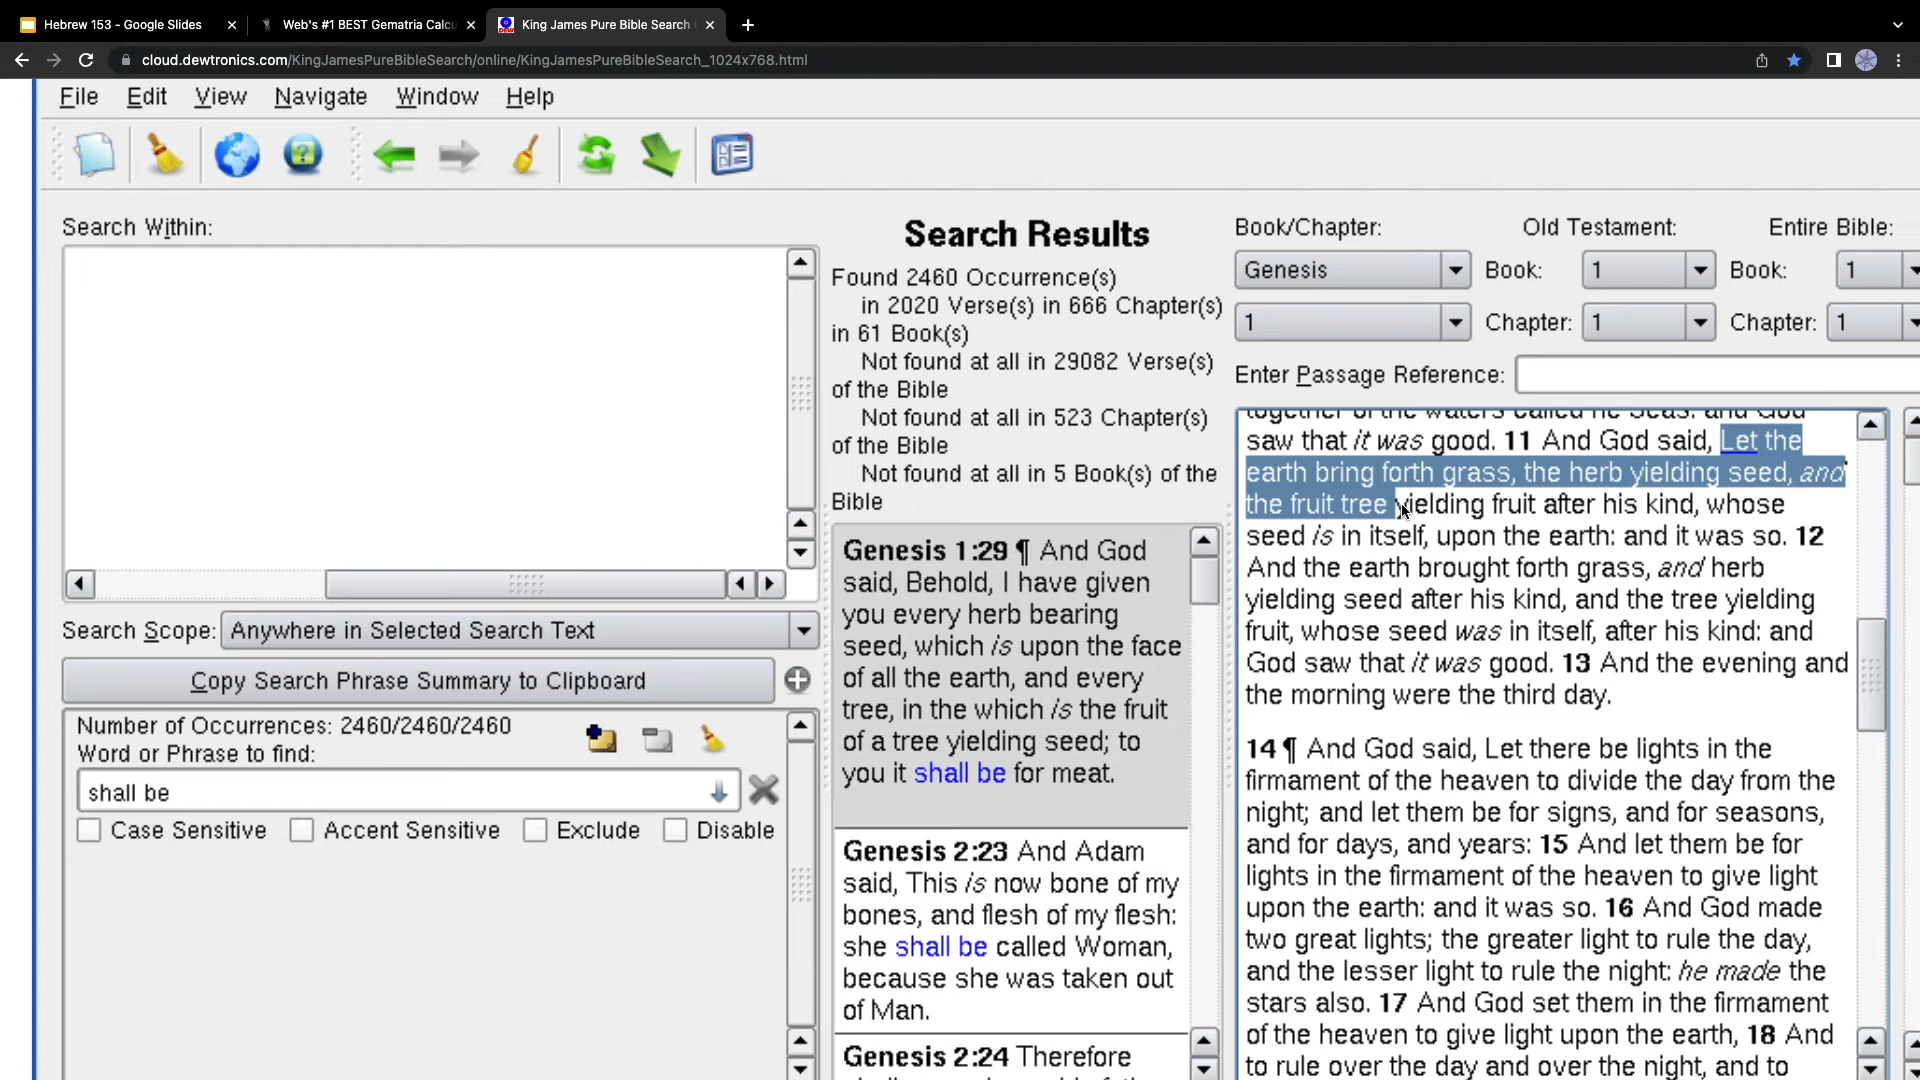 Hebrew 153 - Google Slides
Web's #1 BEST Gematria Calcu
King James Pure Bible Search
cloud.dewtronics.com/KingJamesPureBibleSearch/online/KingJamesPureBibleSearch_1024x768.html
File Edit View Navigate Window Help
Search Within:
Search Scope: Anywhere in Selected Search Text
Copy Search Phrase Summary to Clipboard
Number of Occurrences: 2460/2460/2460
Word or Phrase to find:
shall be
Case Sensitive Accent Sensitive Exclude Disable
Search Results
Found 2460 Occurrence(s)
in 2020 Verse(s) in 666 Chapter(s)
in 61 Book(s)
Not found at all in 29082 Verse(s)
of the Bible
Not found at all in 523 Chapter(s)
of the Bible
Not found at all in 5 Book(s) of the
Bible
Genesis 1:29 ¶ And God
said, Behold, I have given
you every herb bearing
seed, which is upon the face
of all the earth, and every
tree, in the which is the fruit
of a tree yielding seed; to
you it shall be for meat.
Genesis 2:23 And Adam
said, This is now bone of my
bones, and flesh of my flesh:
she shall be called Woman,
because she was taken out
of Man.
Genesis 2:24 Therefore
Book/Chapter: Old Testament: Entire Bible:
Genesis Book: 1 Book: 1
1 Chapter: 1 Chapter: 1
Enter Passage Reference:
together of the waters called he Seas: and God
saw that it was good. 11 And God said, Let the
earth bring forth grass, the herb yielding seed, and
the fruit tree yielding fruit after his kind, whose
seed is in itself, upon the earth: and it was so. 12
And the earth brought forth grass, and herb
yielding seed after his kind, and the tree yielding
fruit, whose seed was in itself, after his kind: and
God saw that it was good. 13 And the evening and
the morning were the third day.
14 ¶ And God said, Let there be lights in the
firmament of the heaven to divide the day from the
night; and let them be for signs, and for seasons,
and for days, and years: 15 And let them be for
lights in the firmament of the heaven to give light
upon the earth: and it was so. 16 And God made
two great lights; the greater light to rule the day,
and the lesser light to rule the night: he made the
stars also. 17 And God set them in the firmament
of the heaven to give light upon the earth, 18 And
to rule over the day and over the night, and to